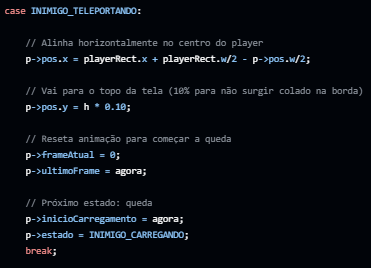 case INIMIGO_TELEPORTANDO:
// Alinha horizontalmente no centro do player
p->pos.x = playerRect.x + playerRect.w/2 - p->pos.w/2;
// Vai para o topo da tela (10% para não surgir colado na borda)
p->pos.y = h * 0.10;
// Reseta animação para começar a queda
p->frameAtual = 0;
p->ultimoFrame = agora;
// Próximo estado: queda
p->inicioCarregamento = agora;
p->estado = INIMIGO_CARREGANDO;
break;